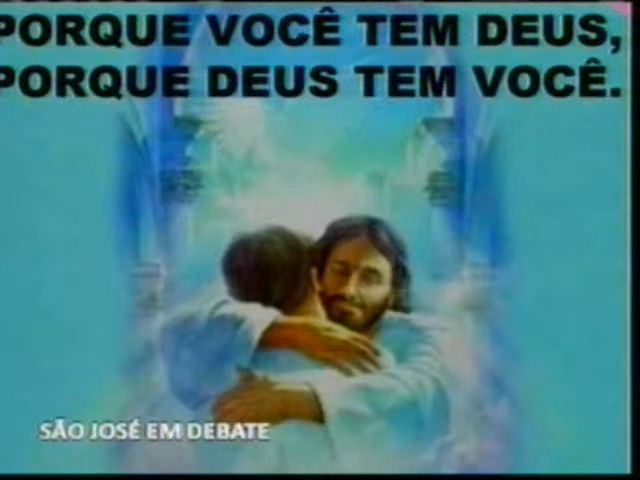 PORQUE VOCÊ TEM DEUS,
PORQUE DEUS TEM VOCÊ.
SÃO JOSÉ EM DEBATE